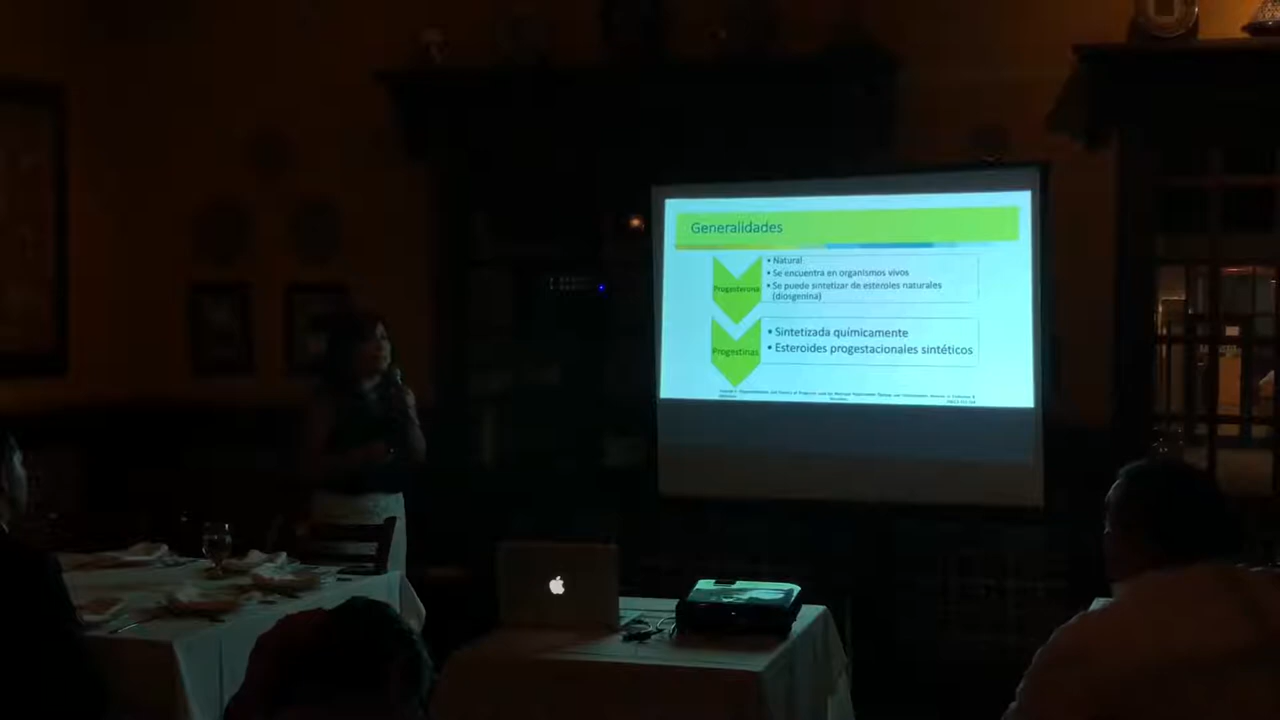 Generalidades
Progesterona
• Natural
• Se encuentra en organismos vivos
• Se puede sintetizar de esteroles naturales
(diosgenina)
Progestinas
• Sintetizada químicamente
• Esteroides progestacionales sintéticos